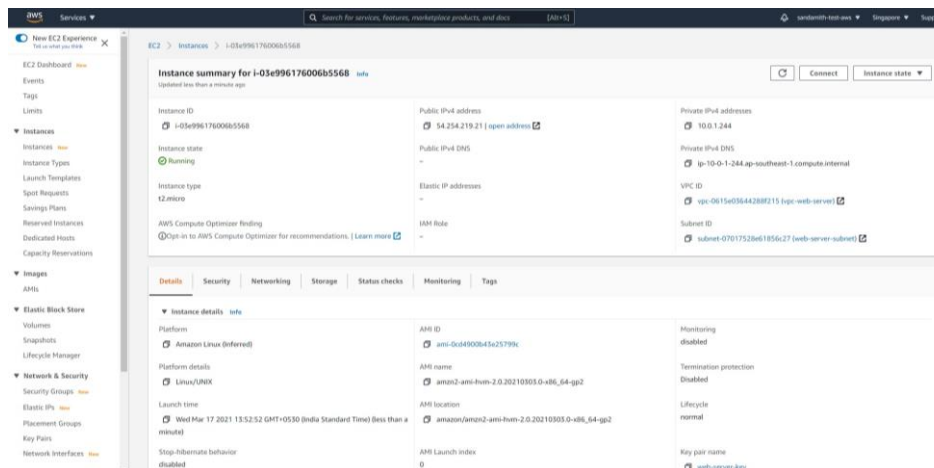 aws Services ▼ Search for services, features, marketplace products, and docs [Alt+S] sandamith-test-aws ▼ Singapore ▼ Supp
New EC2 Experience
Tell us what you think
EC2 Dashboard New
Events
Tags
Limits
▼ Instances
Instances New
Instance Types
Launch Templates
Spot Requests
Savings Plans
Reserved Instances
Dedicated Hosts
Capacity Reservations
▼ Images
AMIs
▼ Elastic Block Store
Volumes
Snapshots
Lifecycle Manager
▼ Network & Security
Security Groups New
Elastic IPs New
Placement Groups
Key Pairs
Network Interfaces New
EC2 > Instances > i-03e996176006b5568
Instance summary for i-03e996176006b5568 Info
Updated less than a minute ago
Connect Instance state ▼
Instance ID
i-03e996176006b5568
Public IPv4 address
54.254.219.21 | open address
Private IPv4 addresses
10.0.1.244
Instance state
Running
Public IPv4 DNS
–
Private IPv4 DNS
ip-10-0-1-244.ap-southeast-1.compute.internal
Instance type
t2.micro
Elastic IP addresses
–
VPC ID
vpc-0615e03644288f215 (vpc-web-server)
AWS Compute Optimizer finding
Opt-in to AWS Compute Optimizer for recommendations. | Learn more
IAM Role
–
Subnet ID
subnet-07017528e61856c27 (web-server-subnet)
Details Security Networking Storage Status checks Monitoring Tags
▼ Instance details Info
Platform
Amazon Linux (Inferred)
AMI ID
ami-0cd4900b43e25799c
Monitoring
disabled
Platform details
Linux/UNIX
AMI name
amzn2-ami-hvm-2.0.20210303.0-x86_64-gp2
Termination protection
Disabled
Launch time
Wed Mar 17 2021 13:52:52 GMT+0530 (India Standard Time) (less than a
minute)
AMI location
amazon/amzn2-ami-hvm-2.0.20210303.0-x86_64-gp2
Lifecycle
normal
Stop-hibernate behavior
disabled
AMI Launch index
0
Key pair name
web-server-key